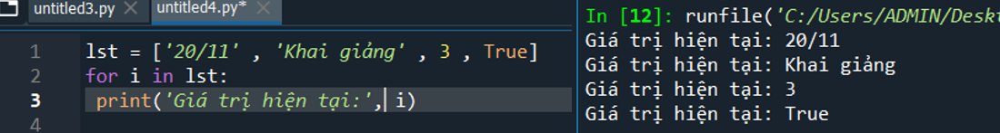 untitled3.py × untitled4.py* ×
1 lst = ['20/11' , 'Khai giảng' , 3 , True]
2 for i in lst:
3 print('Giá trị hiện tại:', i)
4
In [12]: runfile('C:/Users/ADMIN/Deskt
Giá trị hiện tại: 20/11
Giá trị hiện tại: Khai giảng
Giá trị hiện tại: 3
Giá trị hiện tại: True